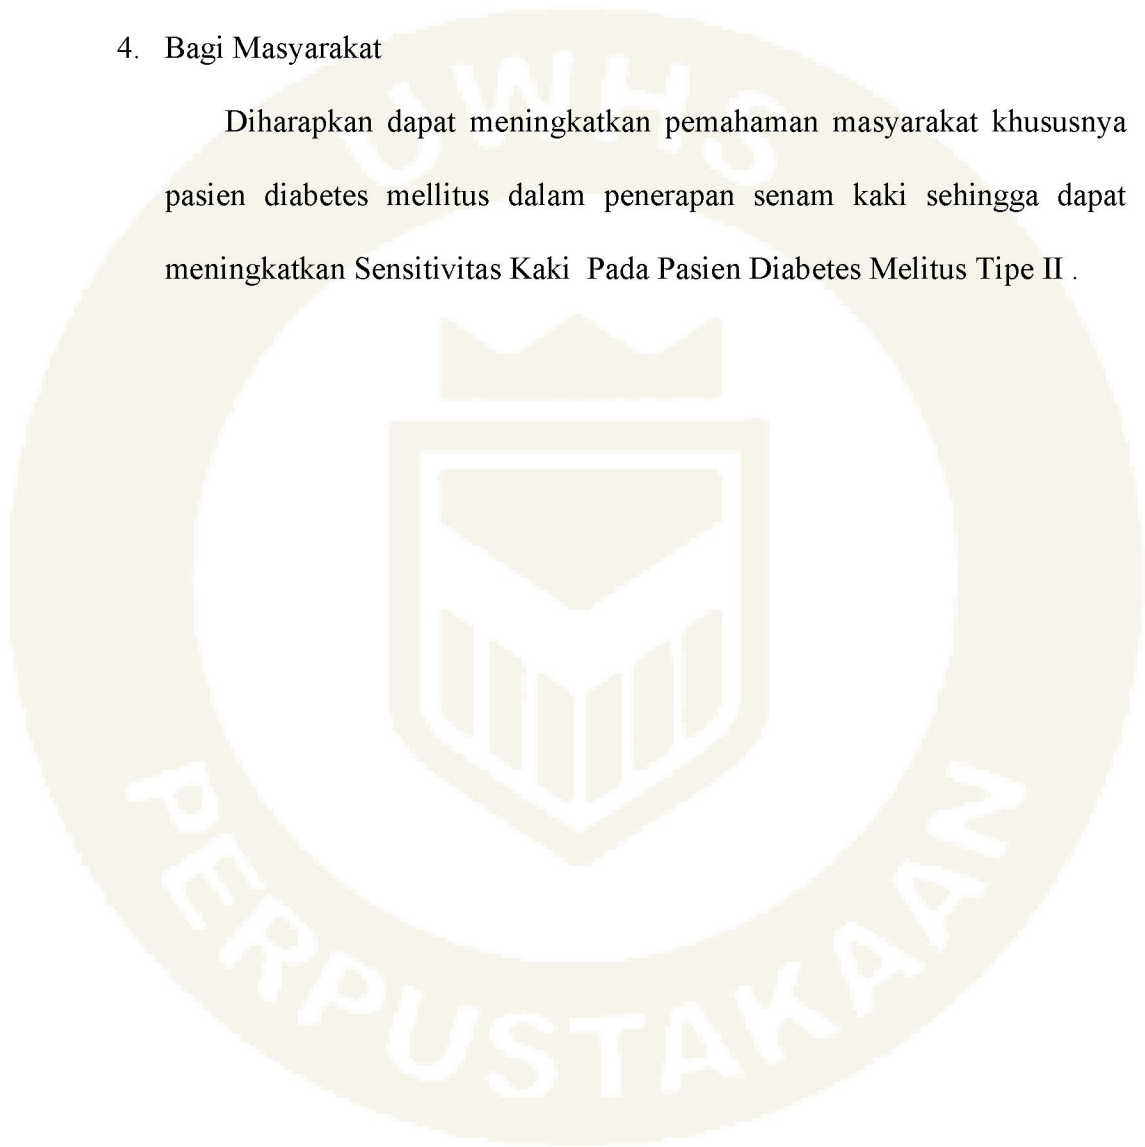 4. Bagi Masyarakat
Diharapkan dapat meningkatkan pemahaman masyarakat khususnya
pasien diabetes mellitus dalam penerapan senam kaki sehingga dapat
meningkatkan Sensitivitas Kaki  Pada Pasien Diabetes Melitus Tipe II .
UWHS
PERPUSTAKAAN